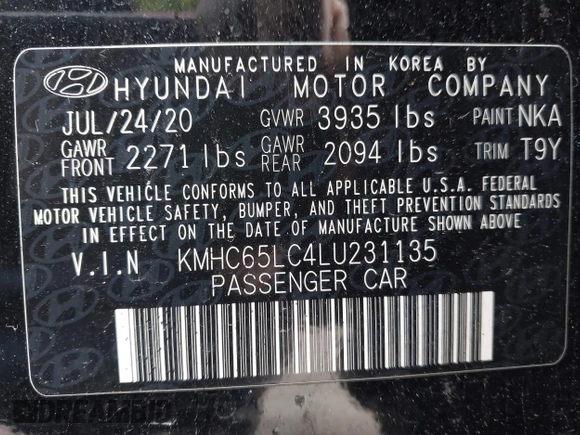 MANUFACTURED IN KOREA BY
HYUNDAI MOTOR COMPANY
JUL/24/20 GVWR 3935 lbs PAINT NKA
GAWR FRONT 2271 lbs GAWR REAR 2094 lbs TRIM T9Y
THIS VEHICLE CONFORMS TO ALL APPLICABLE U.S.A. FEDERAL
MOTOR VEHICLE SAFETY, BUMPER, AND THEFT PREVENTION STANDARDS
IN EFFECT ON THE DATE OF MANUFACTURE SHOWN ABOVE
V.I.N KMHC65LC4LU231135
PASSENGER CAR
DREAMBID